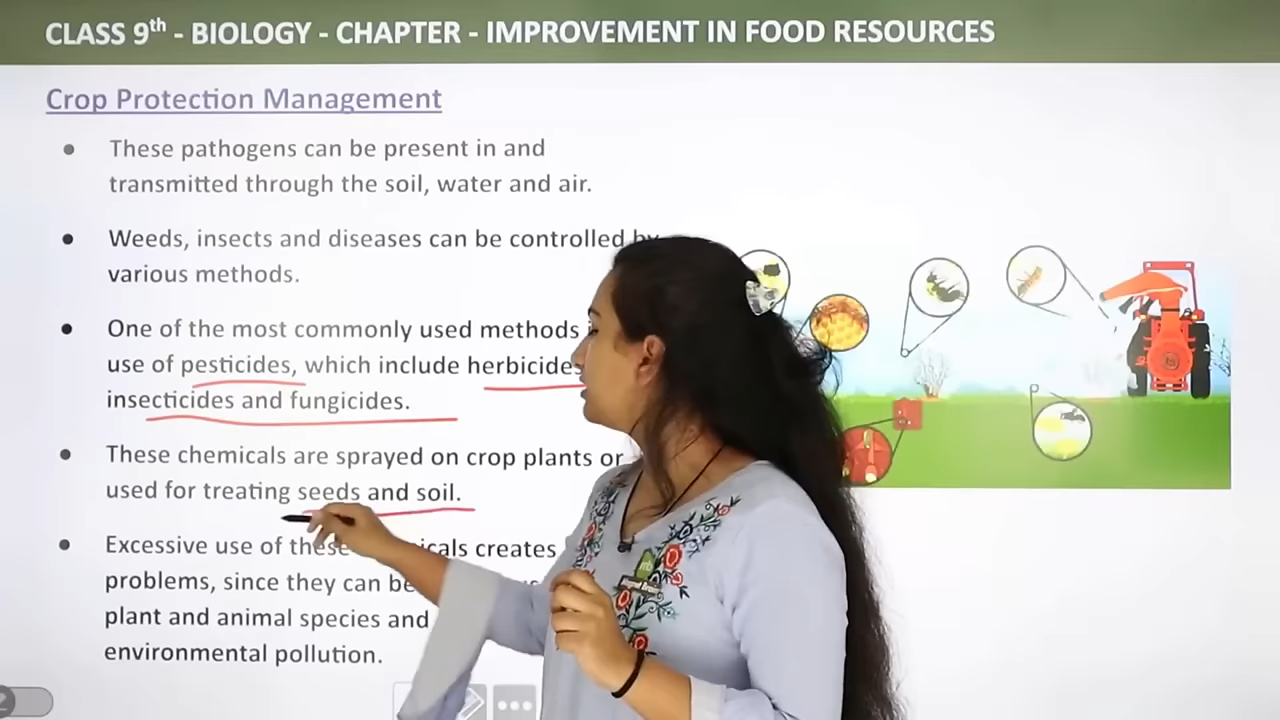 CLASS 9th - BIOLOGY - CHAPTER - IMPROVEMENT IN FOOD RESOURCES
Crop Protection Management
● These pathogens can be present in and
transmitted through the soil, water and air.
● Weeds, insects and diseases can be controlled by
various methods.
● One of the most commonly used methods
use of pesticides, which include herbicides
insecticides and fungicides.
● These chemicals are sprayed on crop plants or
used for treating seeds and soil.
● Excessive use of these creates
problems, since they can be
plant and animal species and
environmental pollution.